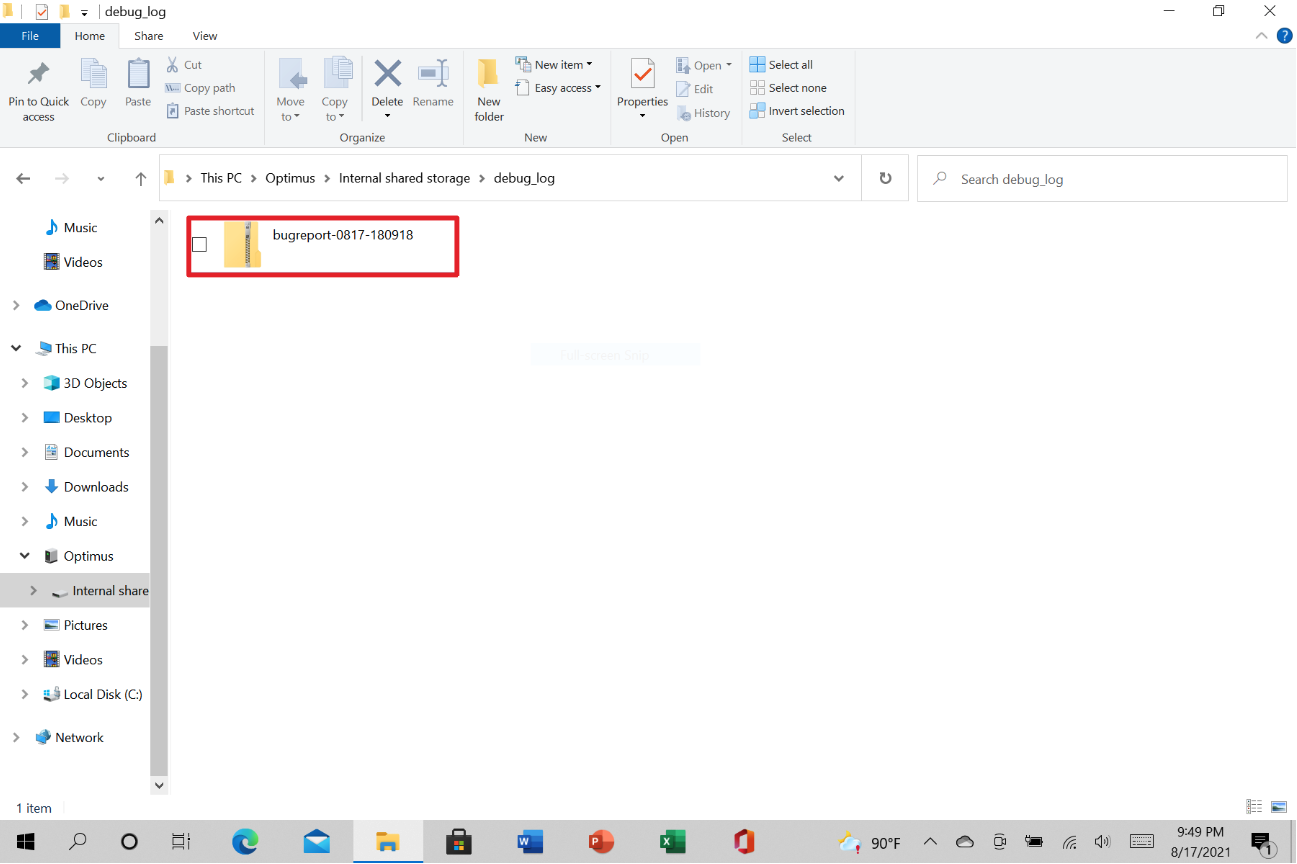 debug_log
File Home Share View
Pin to Quick access
Copy
Paste
Cut
Copy path
Paste shortcut
Clipboard
Move to
Copy to
Delete
Rename
Organize
New folder
New item
Easy access
New
Properties
Open
Edit
History
Open
Select all
Select none
Invert selection
Select
This PC > Optimus > Internal shared storage > debug_log
Search debug_log
bugreport-0817-180918
Full-screen Snip
Music
Videos
OneDrive
This PC
3D Objects
Desktop
Documents
Downloads
Music
Optimus
Internal share
Pictures
Videos
Local Disk (C:)
Network
1 item
90°F
9:49 PM
8/17/2021
1